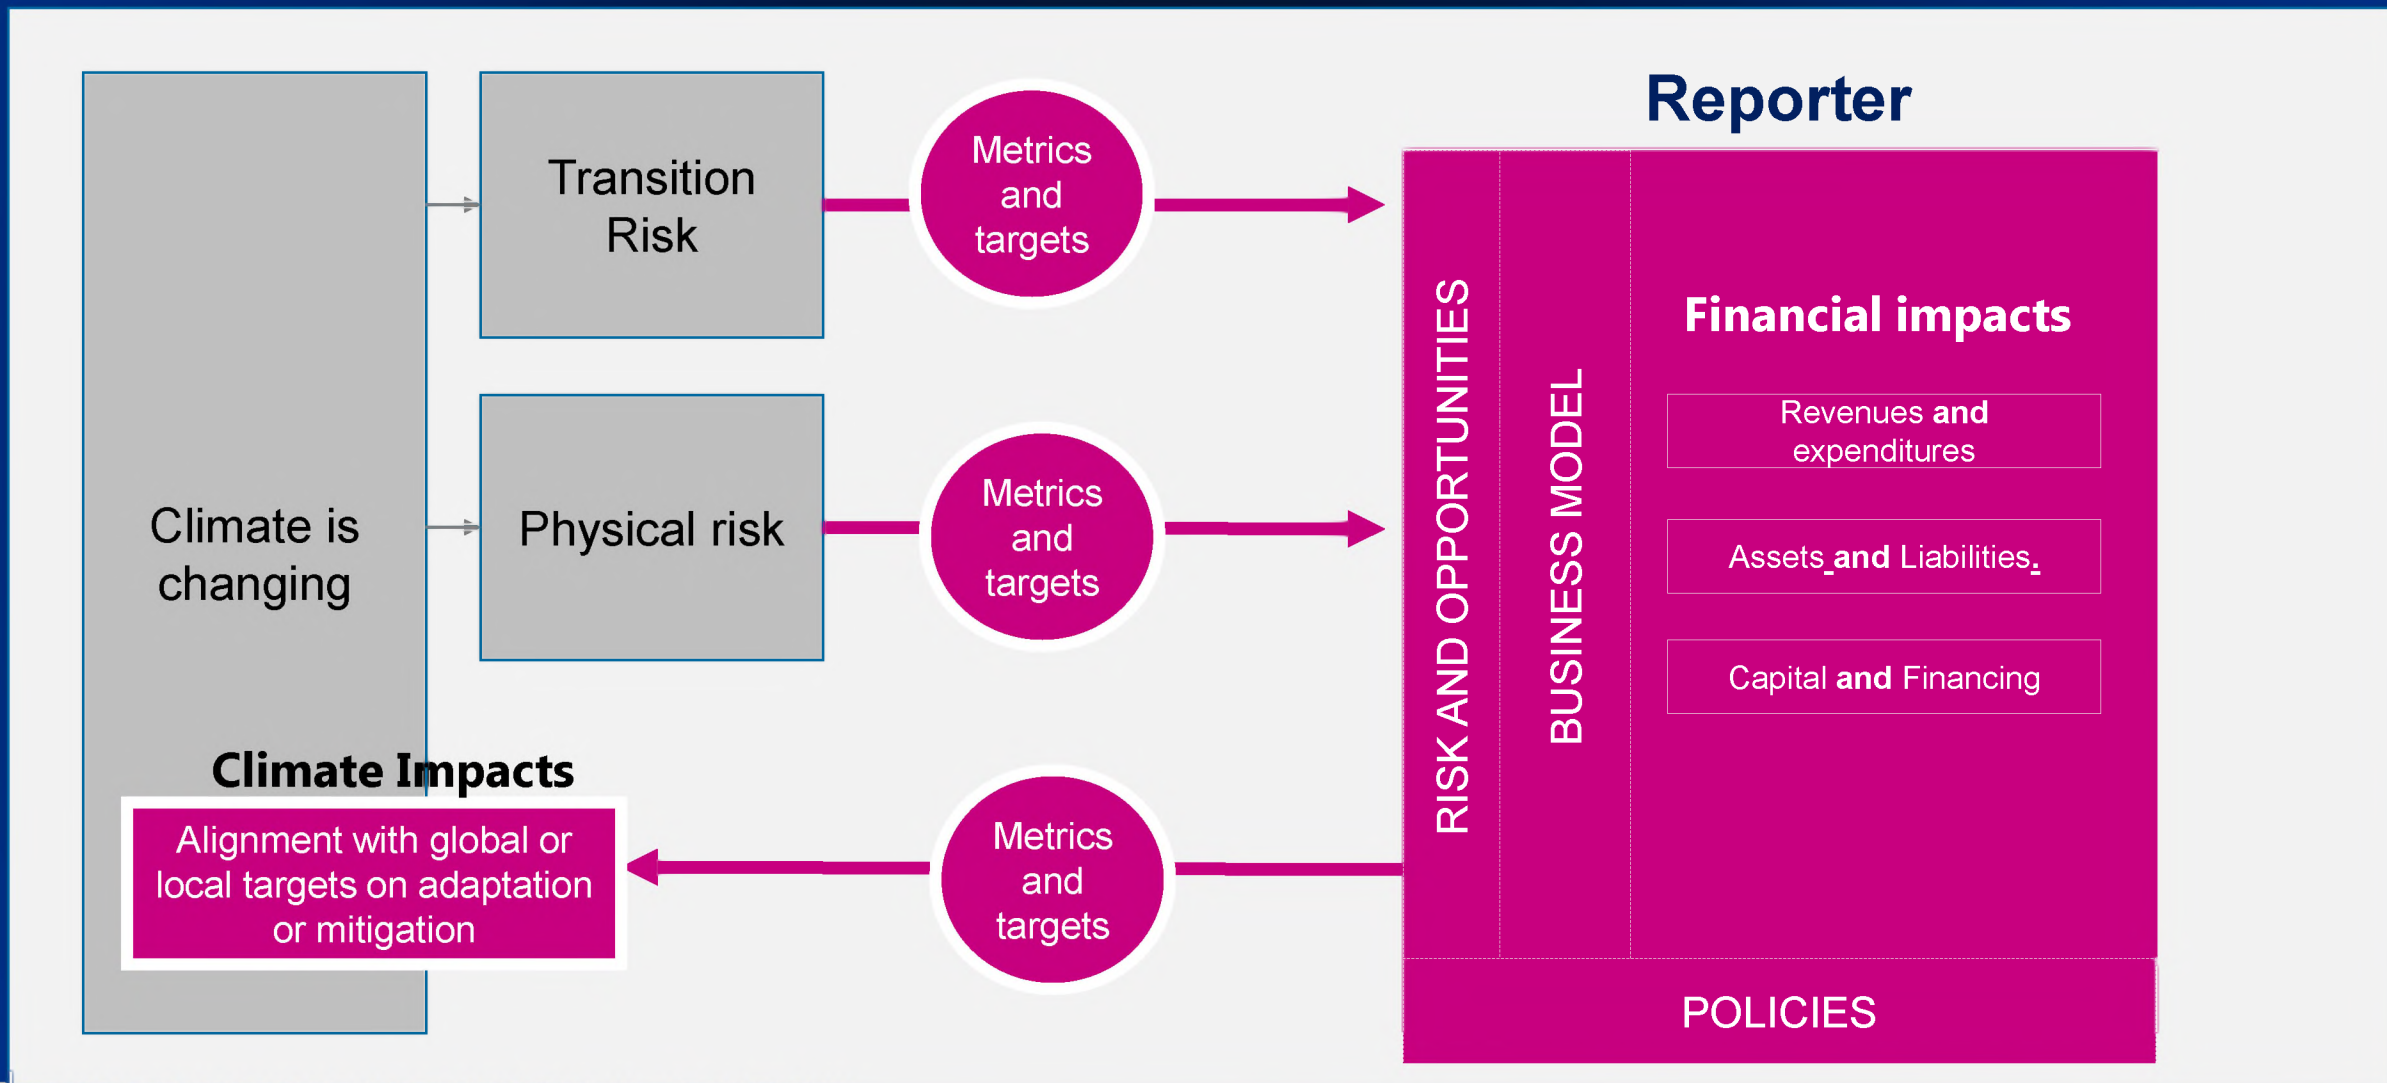 Reporter
Climate is
changing
Transition
Risk
Metrics
and
targets
Physical risk
Metrics
and
targets
Climate Impacts
Alignment with global or
local targets on adaptation
or mitigation
Metrics
and
targets
RISK AND OPPORTUNITIES
BUSINESS MODEL
Financial impacts
Revenues and
expenditures
Assets and Liabilities.
Capital and Financing
POLICIES